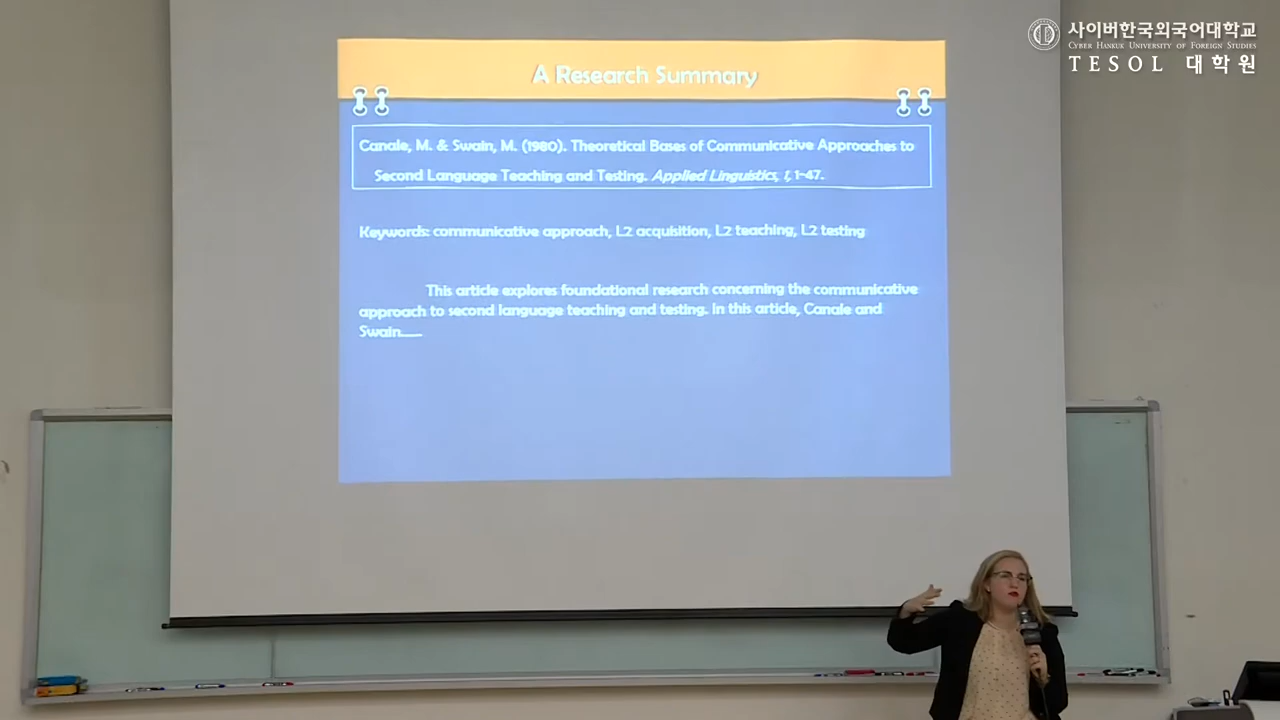 사이버한국외국어대학교
CYBER HANKUK UNIVERSITY OF FOREIGN STUDIES
TESOL 대학원
A Research Summary
Canale, M. & Swain, M. (1980). Theoretical Bases of Communicative Approaches to
Second Language Teaching and Testing. Applied Linguistics, 1, 1-47.
Keywords: communicative approach, L2 acquisition, L2 teaching, L2 testing
This article explores foundational research concerning the communicative
approach to second language teaching and testing. In this article, Canale and
Swain......